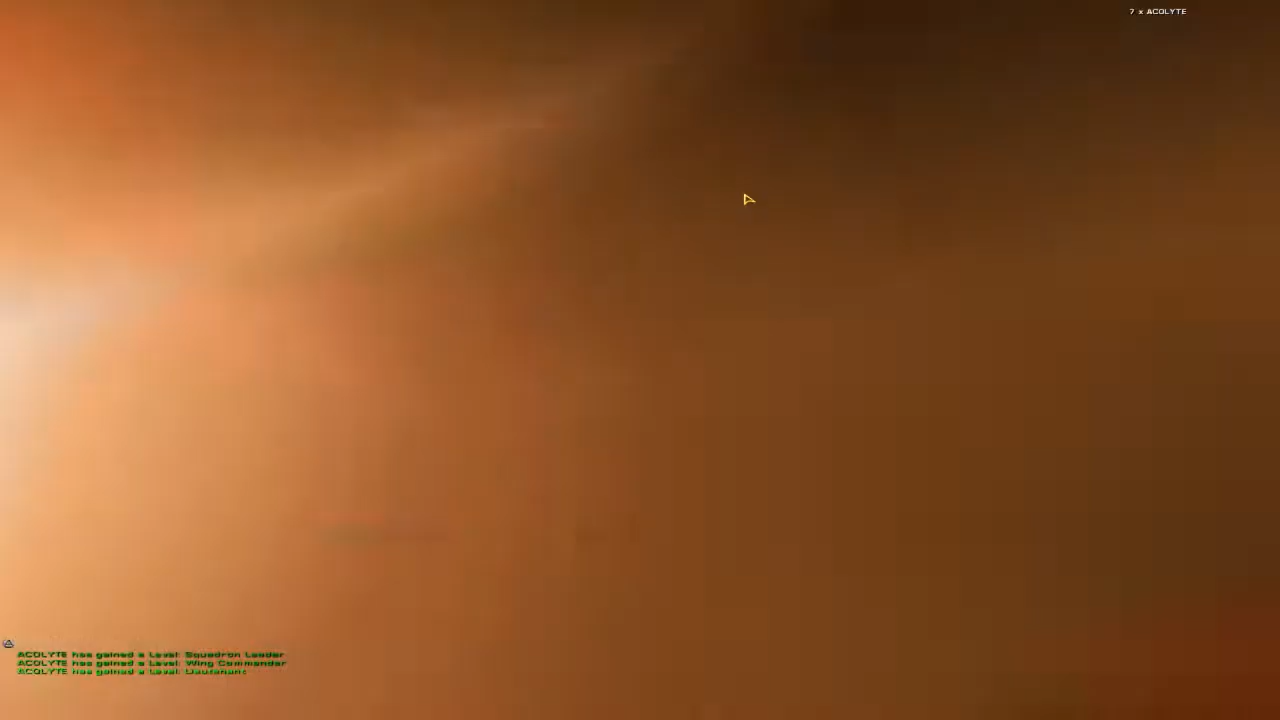 7 x ACOLYTE
ACOLYTE has gained a Level: Squadron Leader
ACOLYTE has gained a Level: Wing Commander
ACOLYTE has gained a Level: Lieutenant